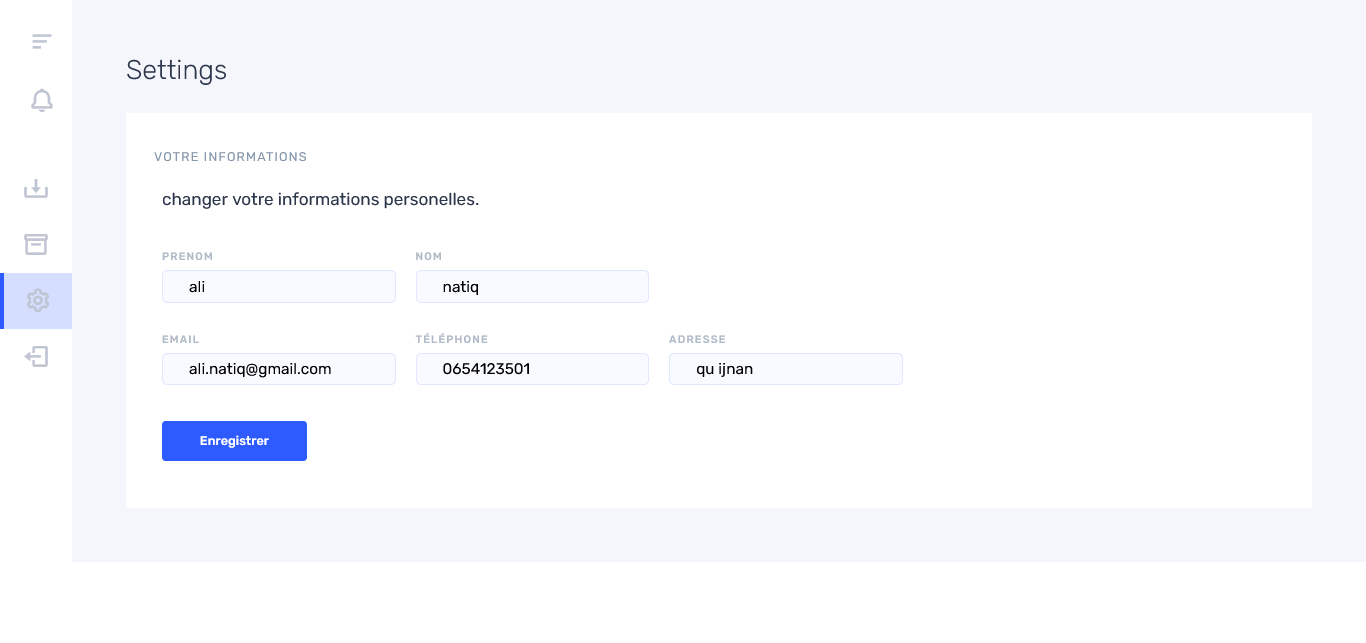 Settings
VOTRE INFORMATIONS
changer votre informations personelles.
PRENOM NOM
ali natiq
EMAIL TÉLÉPHONE ADRESSE
ali.natiq@gmail.com 0654123501 qu ijnan
Enregistrer